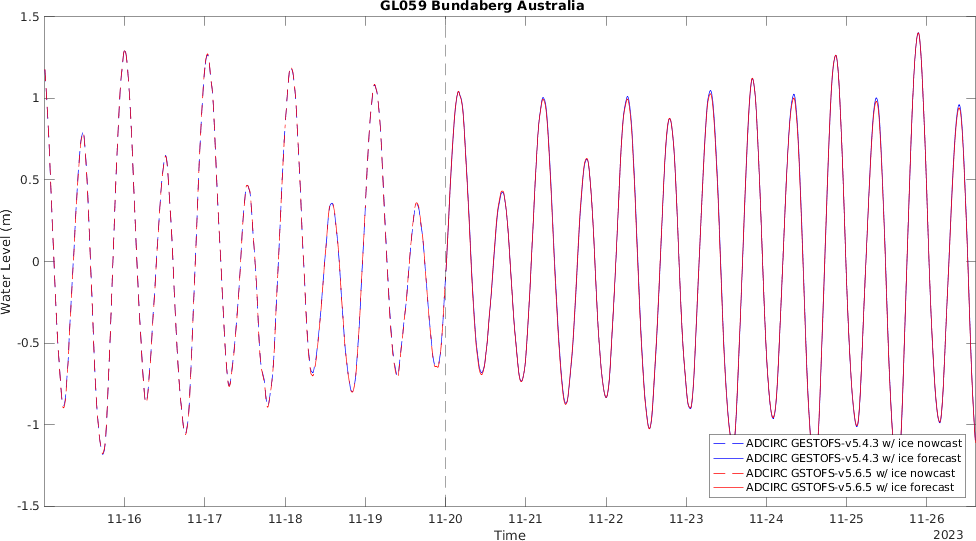 GL059 Bundaberg Australia
1.5
1
0.5
0
-0.5
-1
-1.5
Water Level (m)
11-16 11-17 11-18 11-19 11-20 11-21 11-22 11-23 11-24 11-25 11-26
Time
2023
ADCIRC GESTOFS-v5.4.3 w/ ice nowcast
ADCIRC GESTOFS-v5.4.3 w/ ice forecast
ADCIRC GSTOFS-v5.6.5 w/ ice nowcast
ADCIRC GSTOFS-v5.6.5 w/ ice forecast